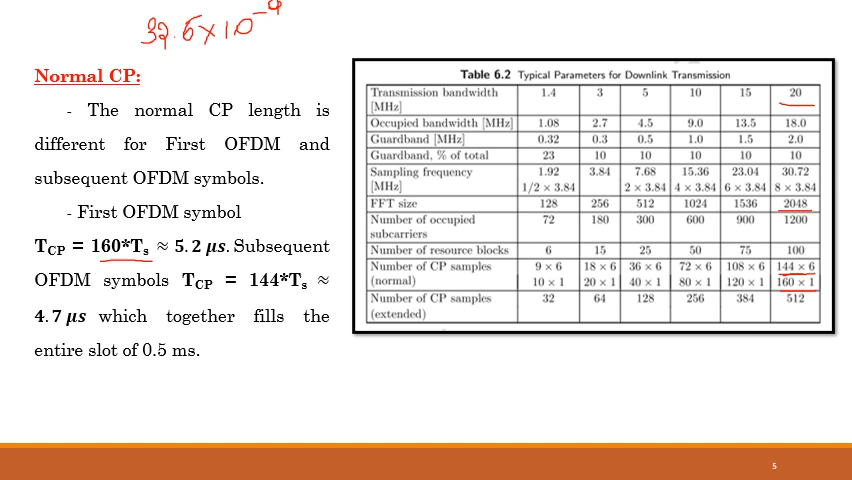 32.6×10⁻⁹
Normal CP:
- The normal CP length is
different for First OFDM and
subsequent OFDM symbols.
- First OFDM symbol
T_CP = 160*T_s ≈ 5.2 μs. Subsequent
OFDM symbols T_CP = 144*T_s ≈
4.7 μs which together fills the
entire slot of 0.5 ms.
Table 6.2 Typical Parameters for Downlink Transmission
Transmission bandwidth 1.4 3 5 10 15 20
[MHz]
Occupied bandwidth [MHz] 1.08 2.7 4.5 9.0 13.5 18.0
Guardband [MHz] 0.32 0.3 0.5 1.0 1.5 2.0
Guardband, % of total 23 10 10 10 10 10
Sampling frequency 1.92 3.84 7.68 15.36 23.04 30.72
[MHz] 1/2 × 3.84 2 × 3.84 4 × 3.84 6 × 3.84 8 × 3.84
FFT size 128 256 512 1024 1536 2048
Number of occupied 72 180 300 600 900 1200
subcarriers
Number of resource blocks 6 15 25 50 75 100
Number of CP samples 9 × 6 18 × 6 36 × 6 72 × 6 108 × 6 144 × 6
(normal) 10 × 1 20 × 1 40 × 1 80 × 1 120 × 1 160 × 1
Number of CP samples 32 64 128 256 384 512
(extended)
5